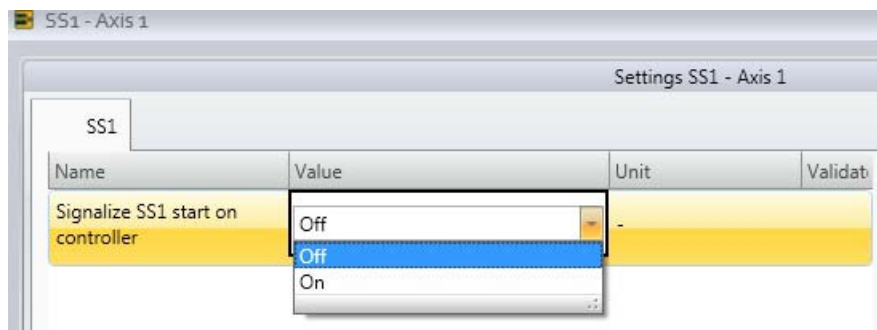 SS1 - Axis 1
Settings SS1 - Axis 1
SS1
Name Value Unit Validat
Signalize SS1 start on
controller
Off -
Off
On